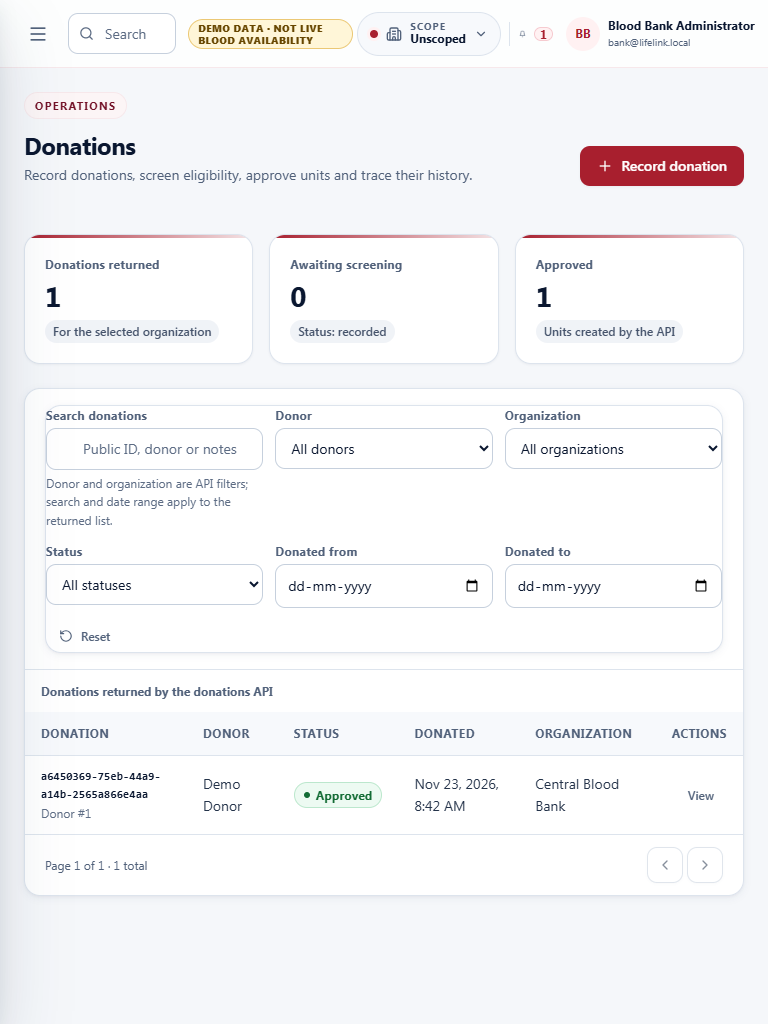 Search
DEMO DATA · NOT LIVE
BLOOD AVAILABILITY
SCOPE
Unscoped
1
BB
Blood Bank Administrator
bank@lifelink.local
OPERATIONS
Donations
Record donations, screen eligibility, approve units and trace their history.
Record donation
Donations returned
1
For the selected organization
Awaiting screening
0
Status: recorded
Approved
1
Units created by the API
Search donations
Public ID, donor or notes
Donor and organization are API filters;
search and date range apply to the
returned list.
Donor
All donors
Organization
All organizations
Status
All statuses
Donated from
dd-mm-yyyy
Donated to
dd-mm-yyyy
Reset
Donations returned by the donations API
DONATION DONOR STATUS DONATED ORGANIZATION ACTIONS
a6450369-75eb-44a9-
a14b-2565a866e4aa
Donor #1
Demo
Donor
Approved
Nov 23, 2026,
8:42 AM
Central Blood
Bank
View
Page 1 of 1 · 1 total